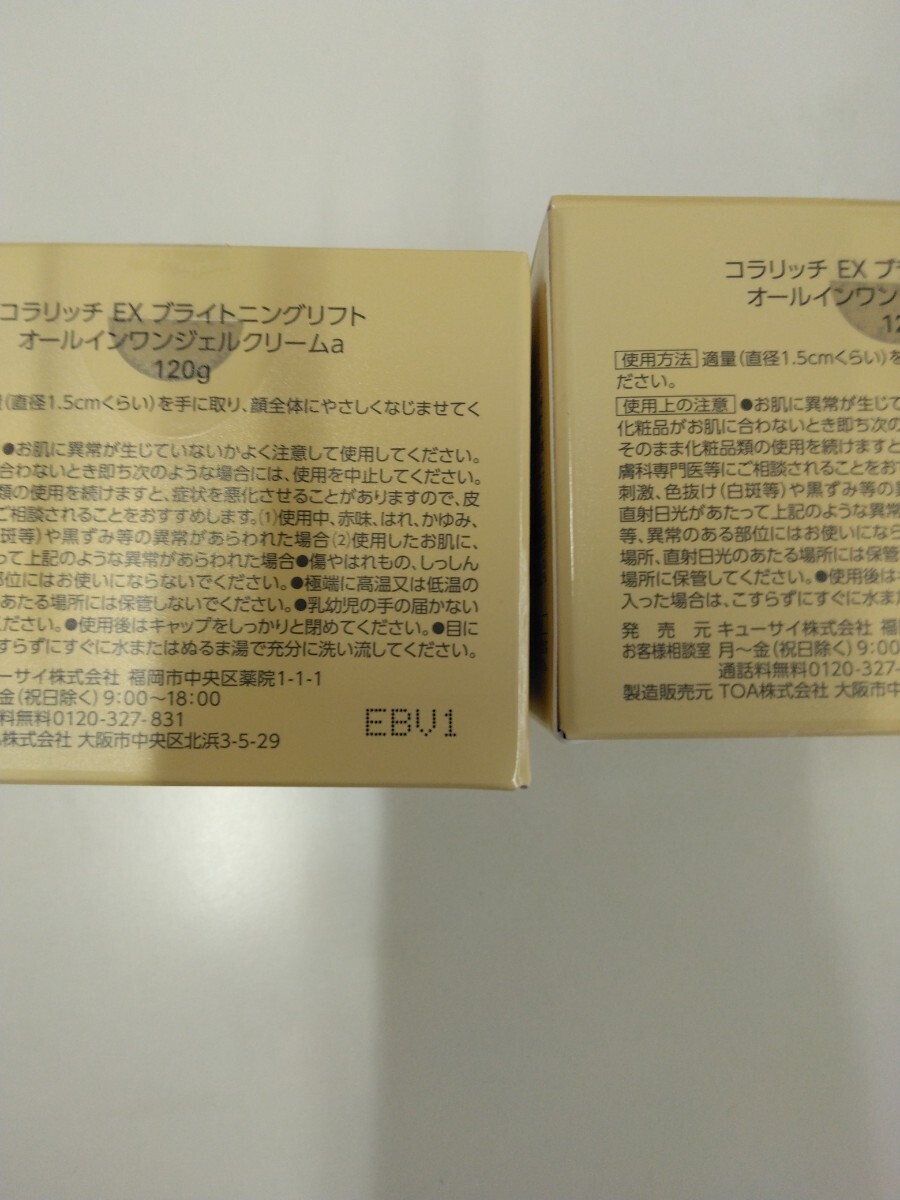 コラリッチ EX ブライトニングリフト
オールインワンジェルクリームa
120g
(直径1.5cmくらい)を手に取り、顔全体にやさしくなじませてく
●お肌に異常が生じていないかよく注意して使用してください。
合わないとき即ち次のような場合には、使用を中止してください。
類の使用を続けますと、症状を悪化させることがありますので、皮
ご相談されることをおすすめします。(1)使用中、赤味、はれ、かゆみ、
斑等)や黒ずみ等の異常があらわれた場合(2)使用したお肌に、
って上記のような異常があらわれた場合●傷やはれもの、しっしん
部位にはお使いにならないでください。●極端に高温又は低温の
あたる場所には保管しないでください。●乳幼児の手の届かない
ださい。●使用後はキャップをしっかりと閉めてください。●目に
すらずにすぐに水またはぬるま湯で充分に洗い流してください。
ューサイ株式会社 福岡市中央区薬院1-1-1
金(祝日除く)9:00〜18:00
料無料0120-327-831
株式会社 大阪市中央区北浜3-5-29
EBV1
コラリッチ EX ブ
オールインワン
12
使用方法 適量(直径1.5cmくらい)を
ださい。
使用上の注意 ●お肌に異常が生じて
化粧品がお肌に合わないとき即ち次の
そのまま化粧品類の使用を続けますと
膚科専門医等にご相談されることをおす
刺激、色抜け(白斑等)や黒ずみ等の
直射日光があたって上記のような異常
等、異常のある部位にはお使いになら
場所、直射日光のあたる場所には保管
場所に保管してください。●使用後は
入った場合は、こすらずにすぐに水また
発売元 キューサイ株式会社 福
お客様相談室 月〜金(祝日除く)9:00
通話料無料0120-327-
製造販売元 TOA株式会社 大阪市中